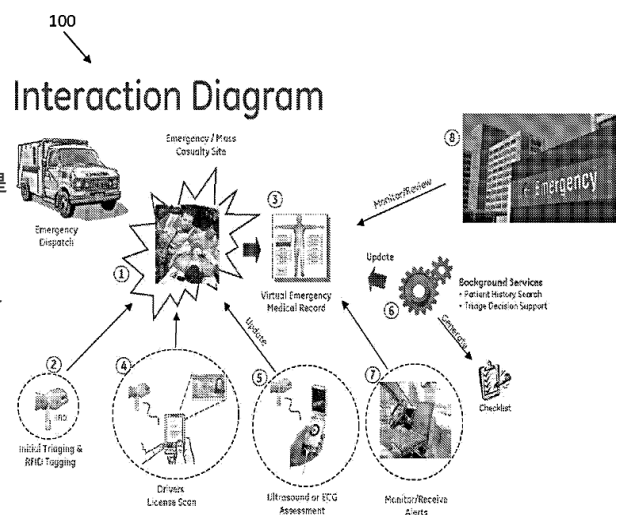 100
Interaction Diagram
Emergency / Mass
Casualty Site
Emergency
Dispatch
①
②
Initial Triaging &
RFID Tagging
③
Virtual Emergency
Medical Record
④
Drivers
License Scan
Update
⑤
Ultrasound or ECG
Assessment
Monitor/Review
⑧
Emergency
Update
⑥
Background Services
• Patient History Search
• Triage Decision Support
Generate
Checklist
⑦
Monitor/Receive
Alerts